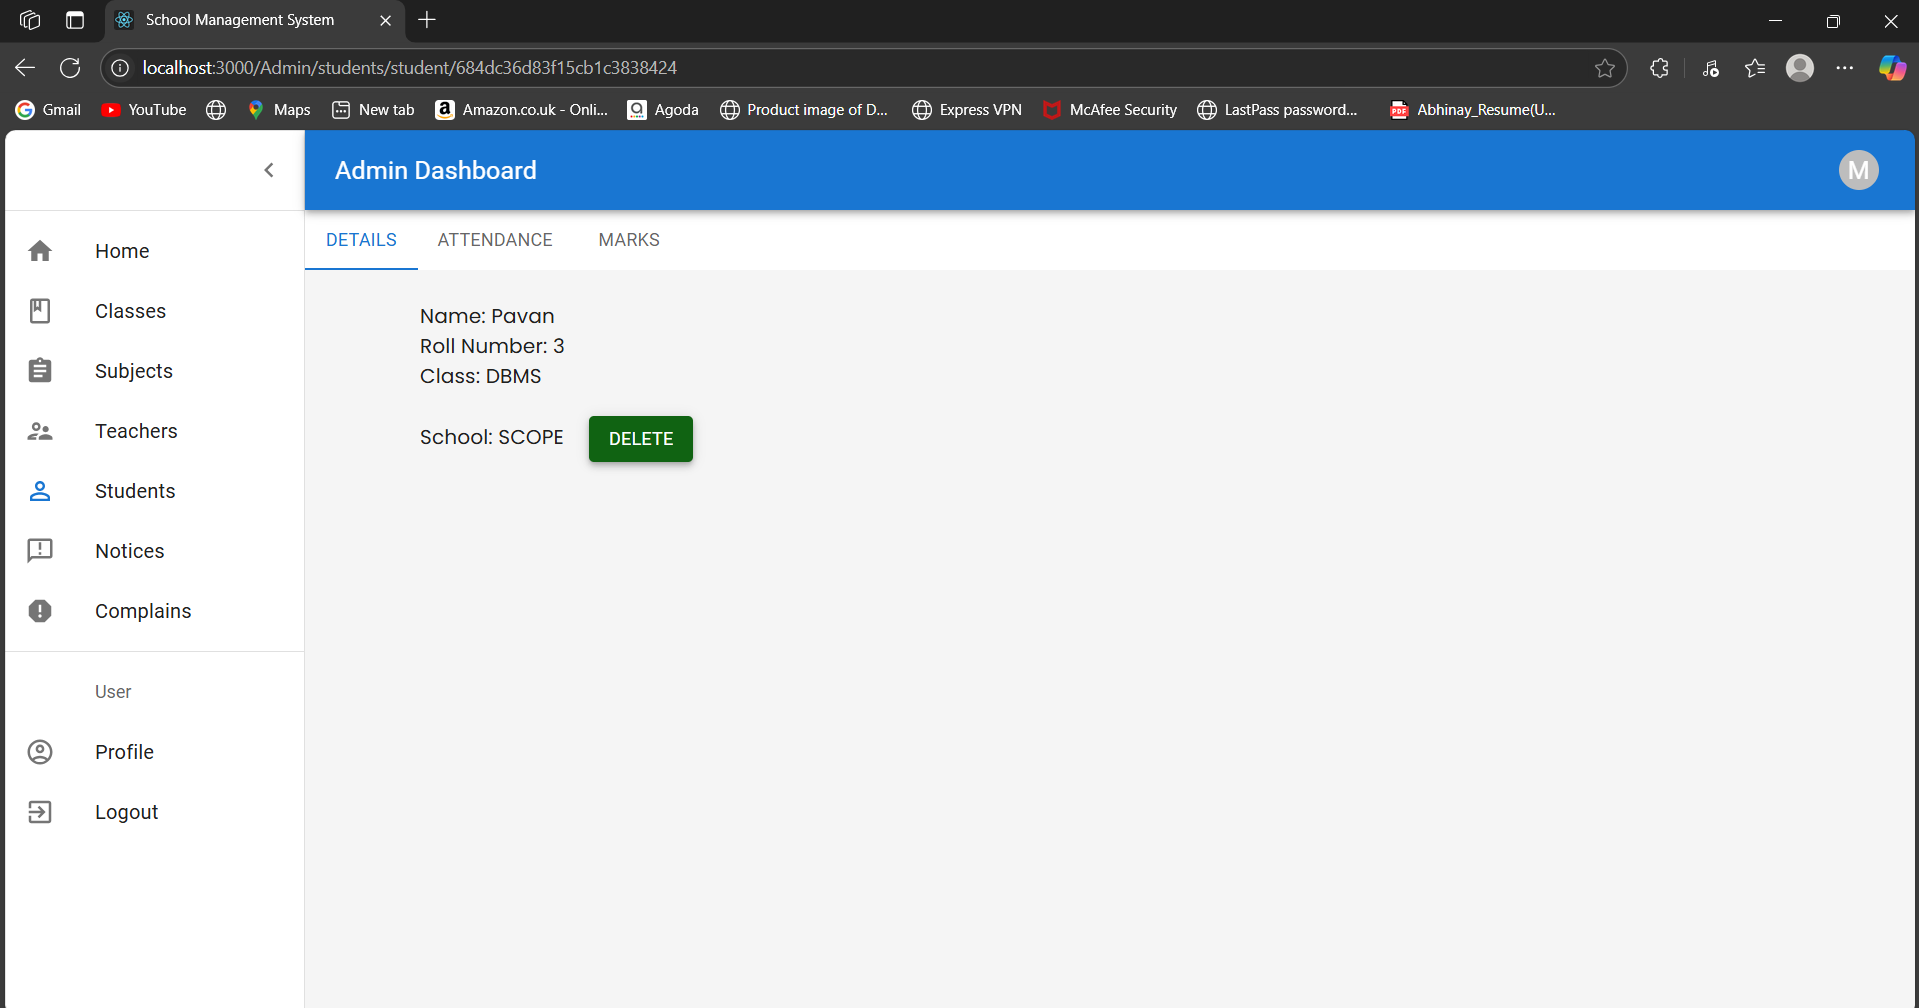 School Management System
localhost:3000/Admin/students/student/684dc36d83f15cb1c3838424
Gmail YouTube Maps New tab Amazon.co.uk - Onli... Agoda Product image of D... Express VPN McAfee Security LastPass password... Abhinay_Resume(U...
Admin Dashboard M
Home
Classes
Subjects
Teachers
Students
Notices
Complains
User
Profile
Logout
DETAILS ATTENDANCE MARKS
Name: Pavan
Roll Number: 3
Class: DBMS
School: SCOPE DELETE